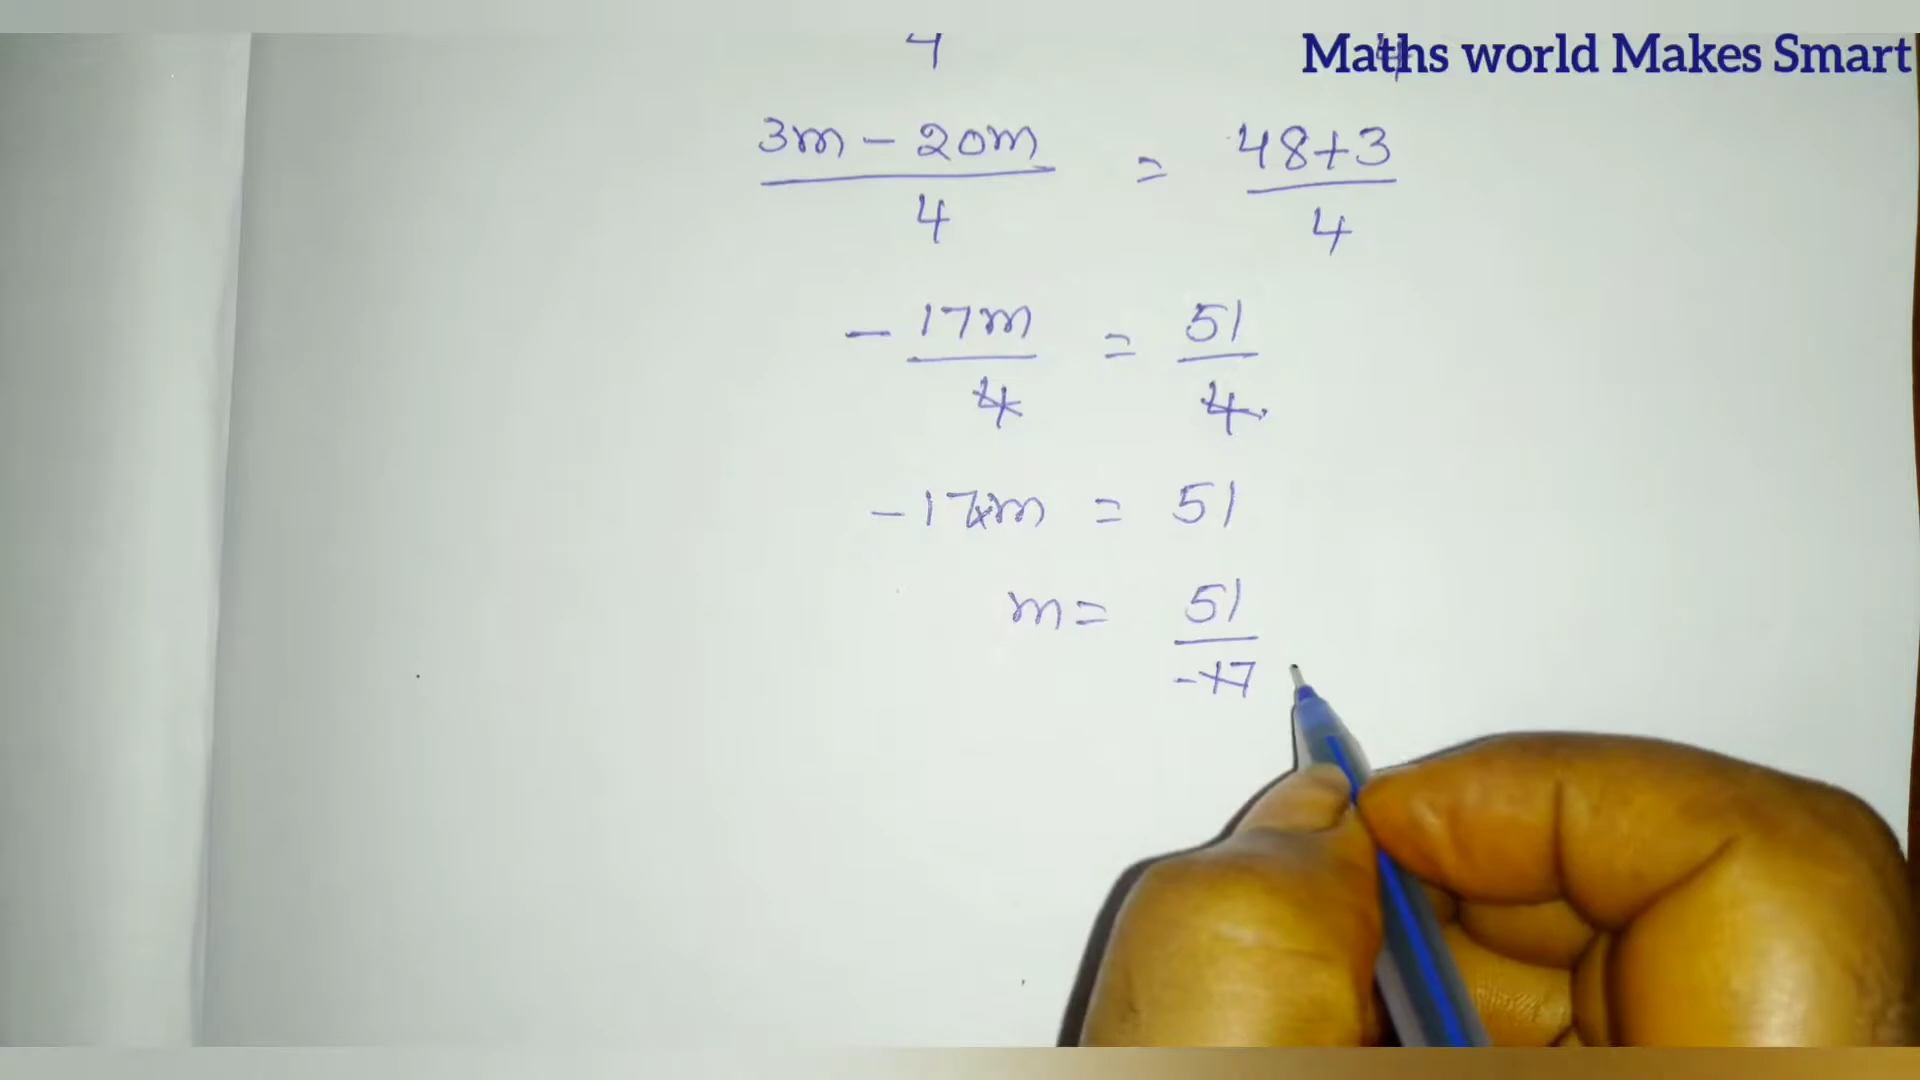 Maths world Makes Smart
4 4
3m - 20m / 4 = 48+3 / 4
- 17m / 4 = 51 / 4
-17m = 51
m = 51 / -17